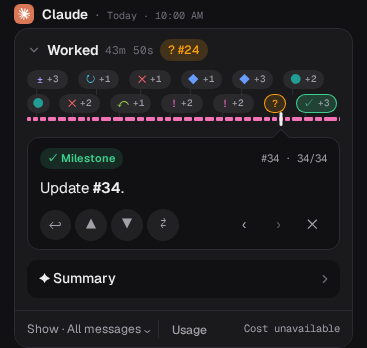 Claude · Today · 10:00 AM
Worked 43m 50s ? #24
± +3 +1 × +1 +1 +3 +2
× +2 +1 ! +2 ! +2 ? ✓ +3
✓ Milestone #34 · 34/34
Update #34.
Summary
Show · All messages Usage Cost unavailable